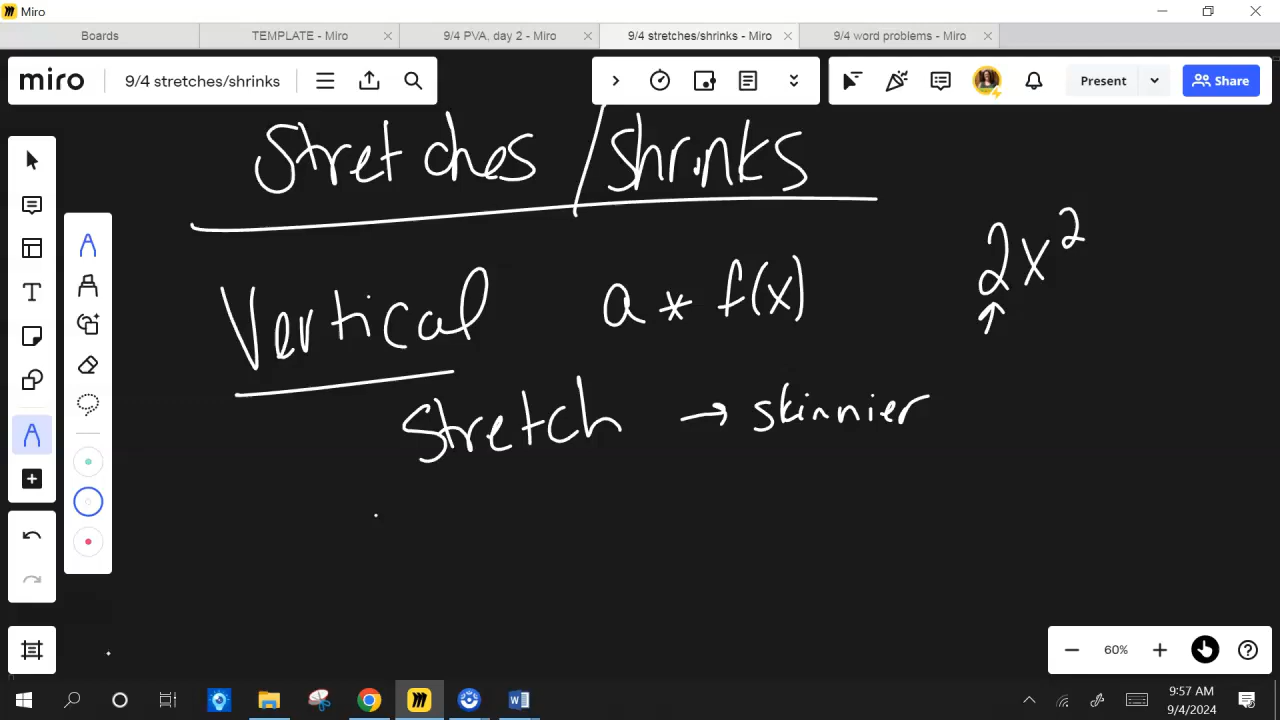 Miro
Boards
TEMPLATE - Miro
9/4 PVA, day 2 - Miro
9/4 stretches/shrinks - Miro
9/4 word problems - Miro
miro
9/4 stretches/shrinks
Present
Share
Stretches / shrinks
2x²
Vertical a * f(x)
Stretch → skinnier
60%
9:57 AM
9/4/2024